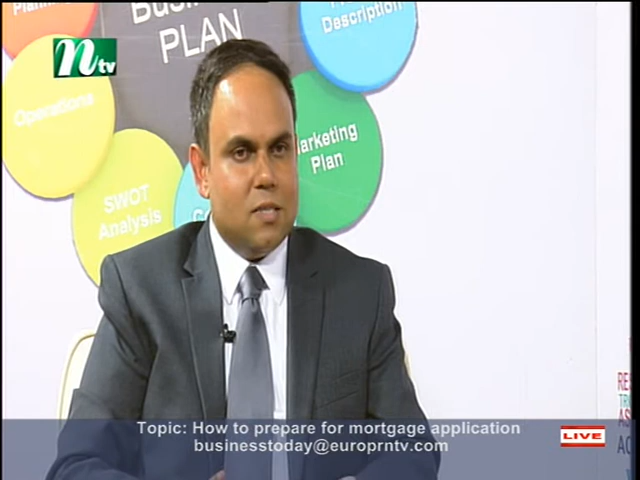 Business
PLAN
Description
ntv
Operations
Marketing
Plan
SWOT
Analysis
Topic: How to prepare for mortgage application
businesstoday@europrntv.com
LIVE